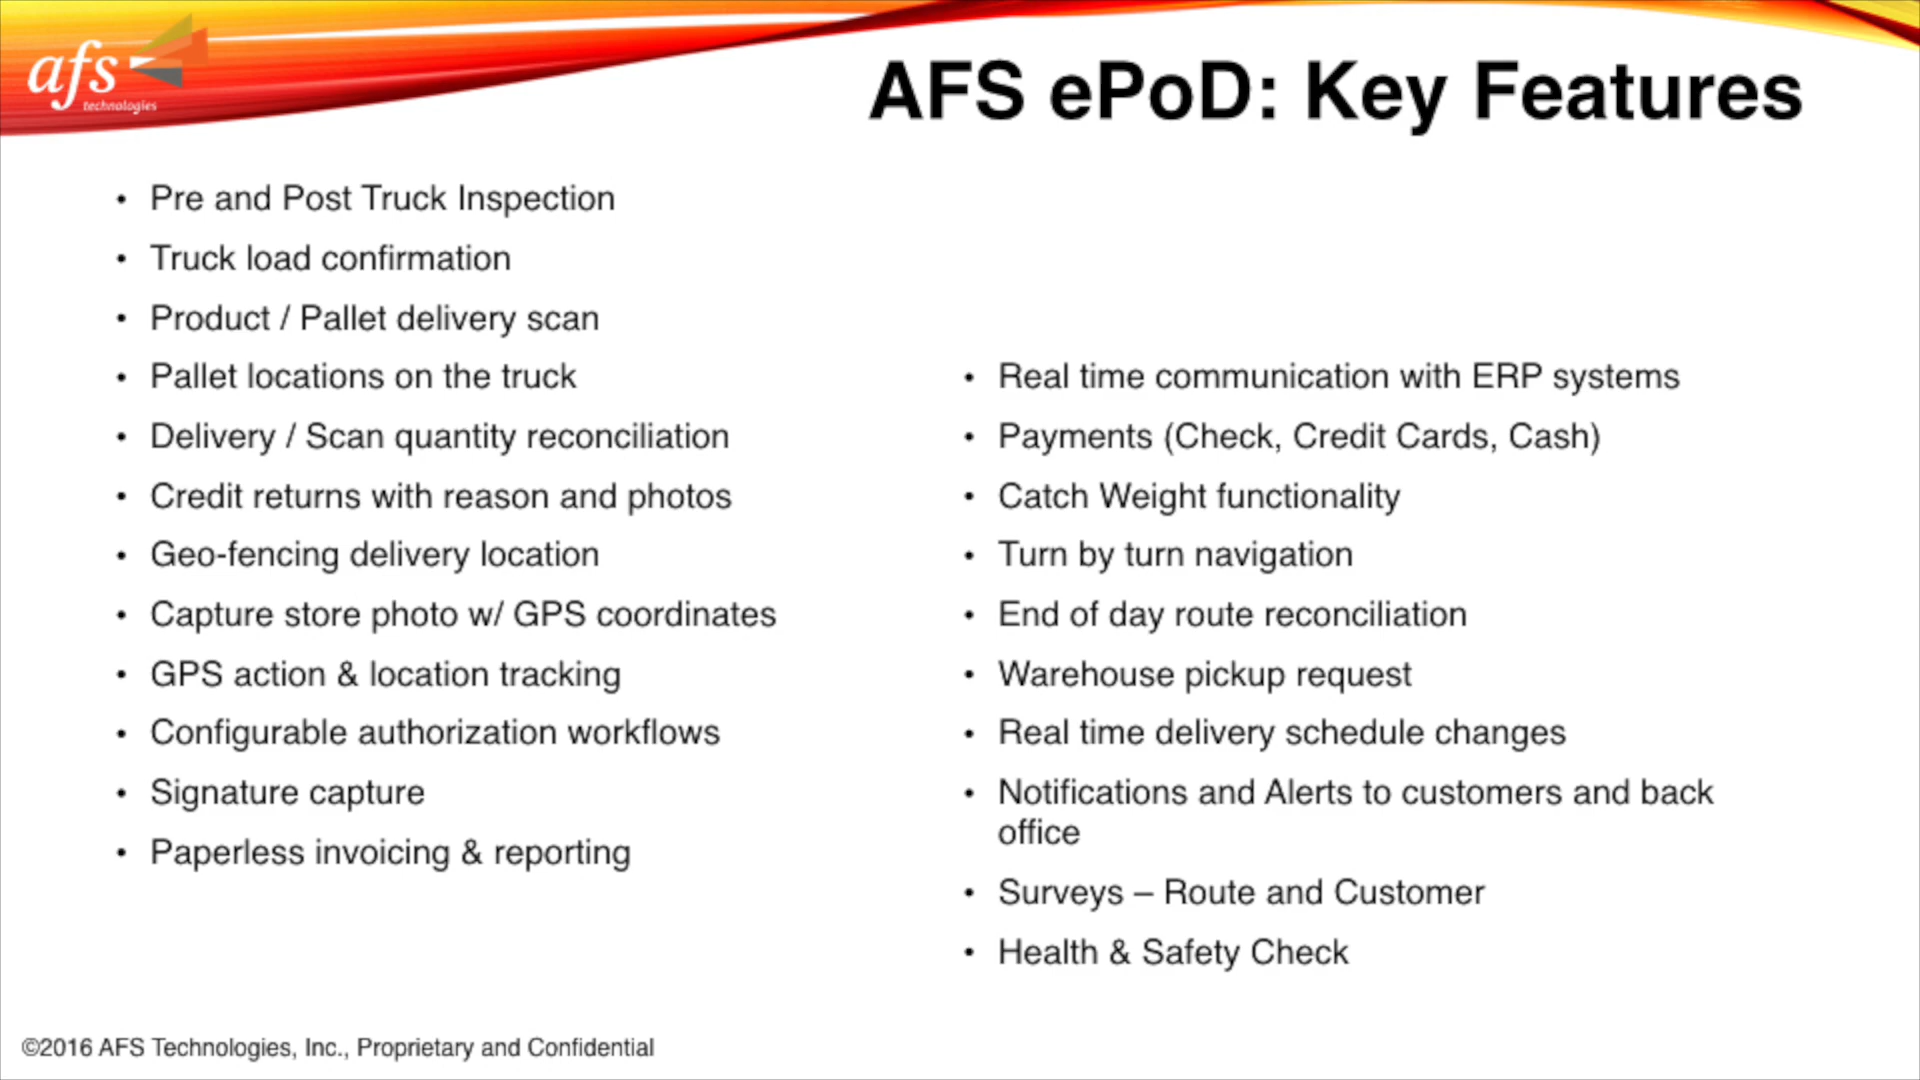 afs
technologies
AFS ePoD: Key Features
• Pre and Post Truck Inspection
• Truck load confirmation
• Product / Pallet delivery scan
• Pallet locations on the truck
• Delivery / Scan quantity reconciliation
• Credit returns with reason and photos
• Geo-fencing delivery location
• Capture store photo w/ GPS coordinates
• GPS action & location tracking
• Configurable authorization workflows
• Signature capture
• Paperless invoicing & reporting
• Real time communication with ERP systems
• Payments (Check, Credit Cards, Cash)
• Catch Weight functionality
• Turn by turn navigation
• End of day route reconciliation
• Warehouse pickup request
• Real time delivery schedule changes
• Notifications and Alerts to customers and back
office
• Surveys – Route and Customer
• Health & Safety Check
©2016 AFS Technologies, Inc., Proprietary and Confidential